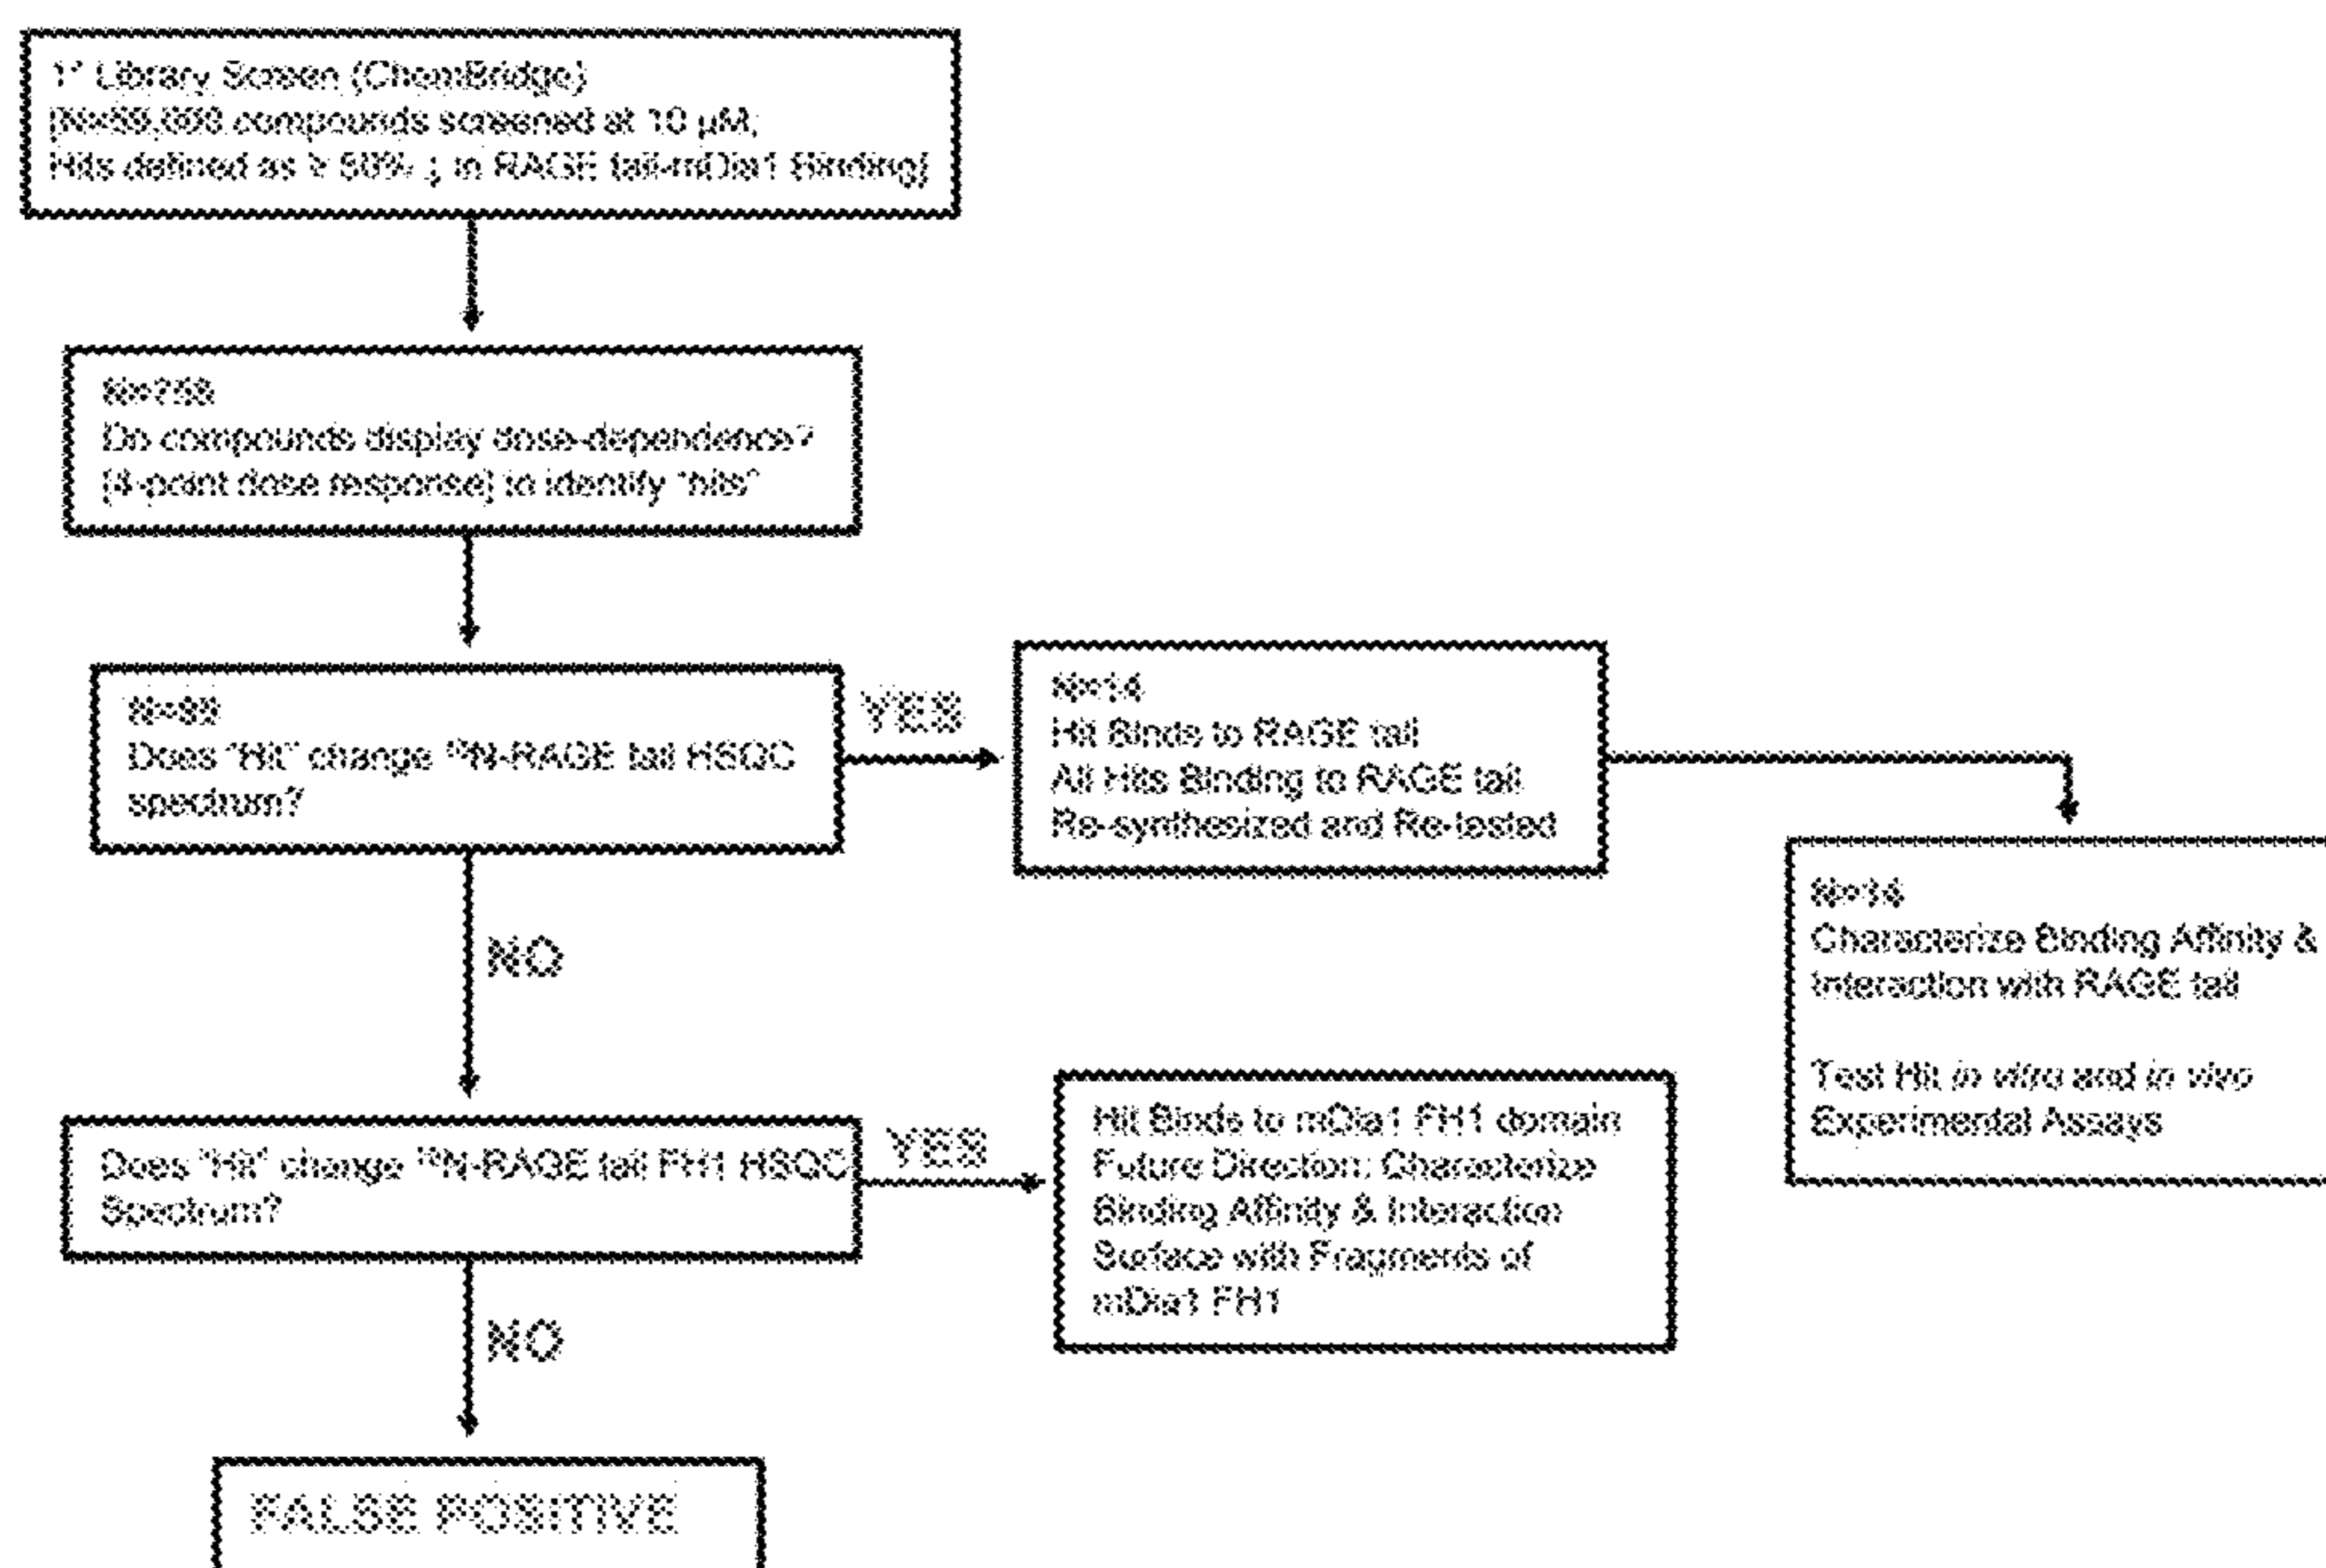 1° Library Screen (ChemBridge)
compounds screened at 10 µM;
Hits defined as ≥ 50% ↓ in RAGE tail-mDia1 Binding]
Do compounds display dose-dependence?
[4-point dose response] to identify "hits"
Does "Hit" change ¹⁵N-RAGE tail HSQC
spectrum?
YES
N=14
Hit Binds to RAGE tail
All Hits Binding to RAGE tail
Re-synthesized and Re-tested
N=14
Characterize Binding Affinity &
Interaction with RAGE tail
Test Hit in vitro and in vivo
Experimental Assays
NO
Does "Hit" change ¹⁵N-RAGE tail FH1 HSQC
Spectrum?
YES
Hit Binds to mDia1 FH1 domain
Future Direction: Characterize
Binding Affinity & Interaction
Surface with Fragments of
mDia1 FH1
NO
FALSE POSITIVE